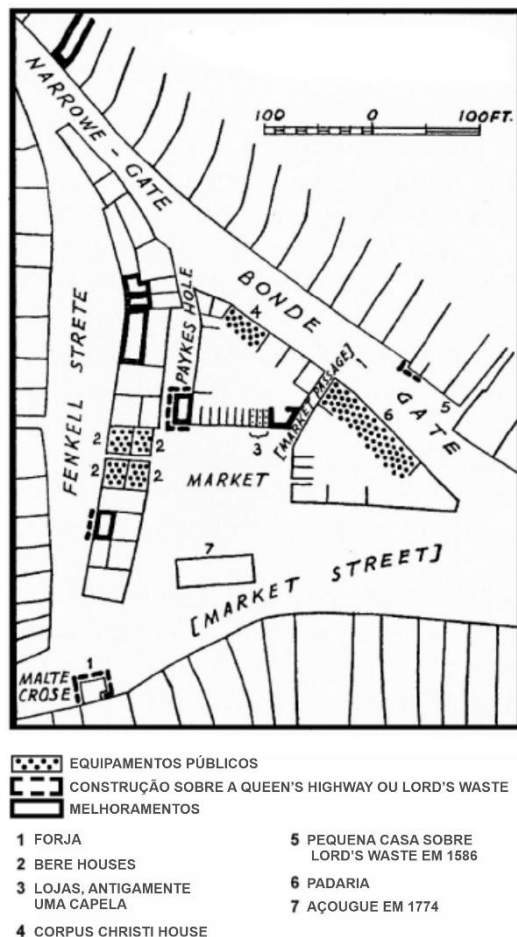 NARROWE - GATE
100 0 100FT.
BONDE
GATE
FENKELL STRETE
PAYKES HOLE
4
[MARKET PASSAGE]
5
6
3
2 2
2 2
MARKET
7
[MARKET STREET]
MALTE CROSE
1
EQUIPAMENTOS PÚBLICOS
CONSTRUÇÃO SOBRE A QUEEN'S HIGHWAY OU LORD'S WASTE
MELHORAMENTOS
1 FORJA
2 BERE HOUSES
3 LOJAS, ANTIGAMENTE
UMA CAPELA
4 CORPUS CHRISTI HOUSE
5 PEQUENA CASA SOBRE
LORD'S WASTE EM 1586
6 PADARIA
7 AÇOUGUE EM 1774